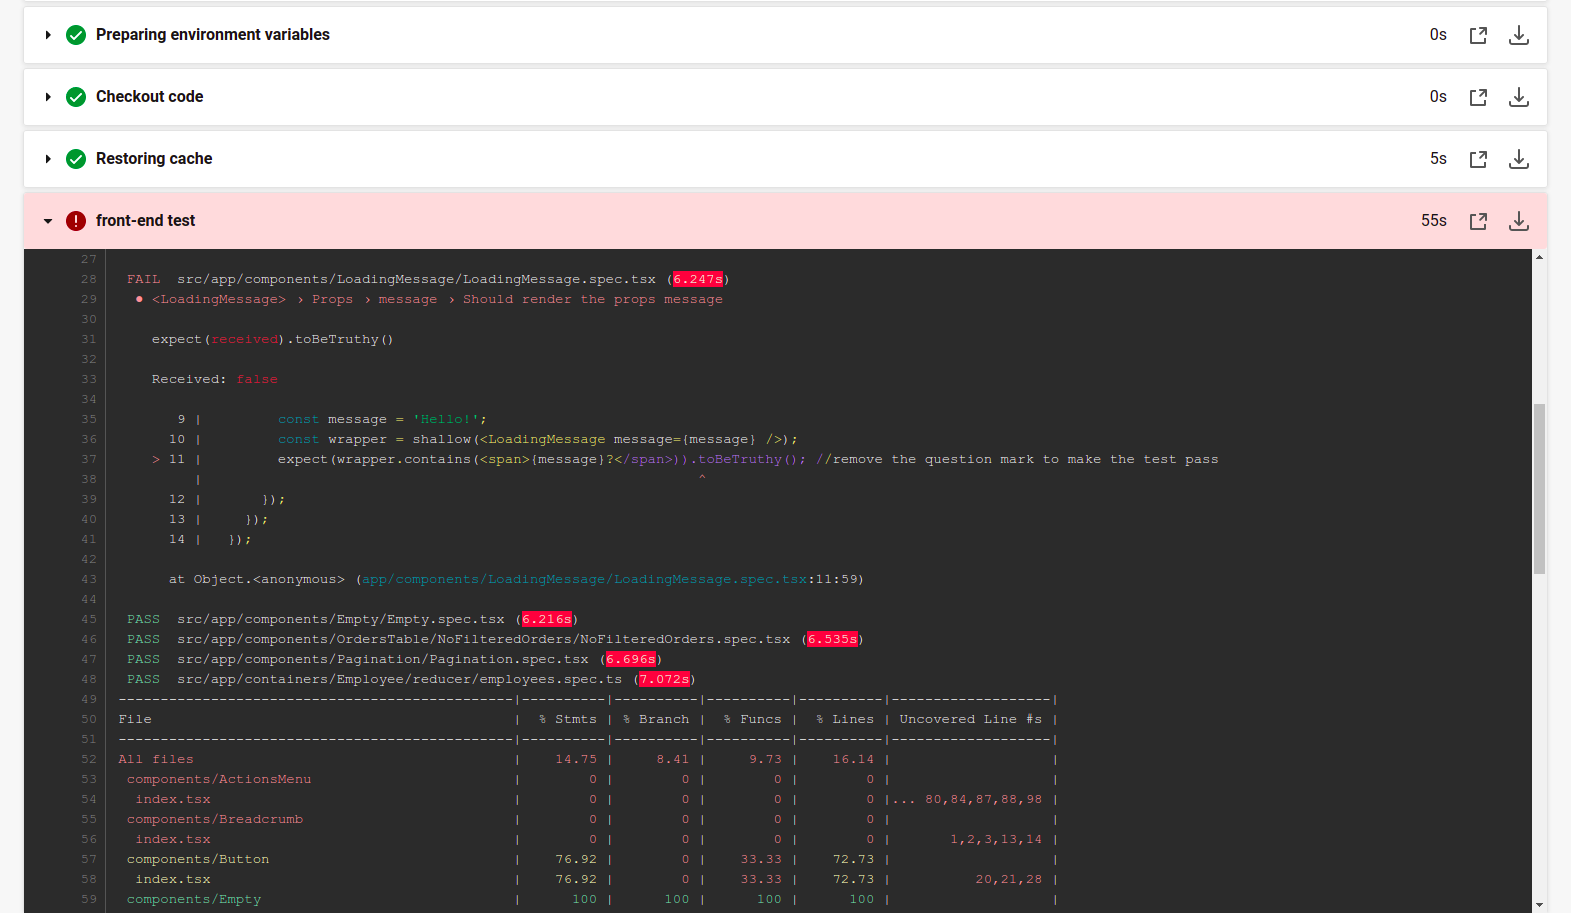 Preparing environment variables 0s
Checkout code 0s
Restoring cache 5s
front-end test 55s
27
28 FAIL src/app/components/LoadingMessage/LoadingMessage.spec.tsx (6.247s)
29 ● <LoadingMessage> › Props › message › Should render the props message
30
31 expect(received).toBeTruthy()
32
33 Received: false
34
35 9 | const message = 'Hello!';
36 10 | const wrapper = shallow(<LoadingMessage message={message} />);
37 > 11 | expect(wrapper.contains(<span>{message}?</span>)).toBeTruthy(); //remove the question mark to make the test pass
38 | ^
39 12 | });
40 13 | });
41 14 | });
42
43 at Object.<anonymous> (app/components/LoadingMessage/LoadingMessage.spec.tsx:11:59)
44
45 PASS src/app/components/Empty/Empty.spec.tsx (6.216s)
46 PASS src/app/components/OrdersTable/NoFilteredOrders/NoFilteredOrders.spec.tsx (6.535s)
47 PASS src/app/components/Pagination/Pagination.spec.tsx (6.696s)
48 PASS src/app/containers/Employee/reducer/employees.spec.ts (7.072s)
49 -----------------------------------------------|----------|----------|----------|----------|-------------------|
50 File | % Stmts | % Branch | % Funcs | % Lines | Uncovered Line #s |
51 -----------------------------------------------|----------|----------|----------|----------|-------------------|
52 All files | 14.75 | 8.41 | 9.73 | 16.14 | |
53 components/ActionsMenu | 0 | 0 | 0 | 0 | |
54 index.tsx | 0 | 0 | 0 | 0 |... 80,84,87,88,98 |
55 components/Breadcrumb | 0 | 0 | 0 | 0 | |
56 index.tsx | 0 | 0 | 0 | 0 | 1,2,3,13,14 |
57 components/Button | 76.92 | 0 | 33.33 | 72.73 | |
58 index.tsx | 76.92 | 0 | 33.33 | 72.73 | 20,21,28 |
59 components/Empty | 100 | 100 | 100 | 100 | |